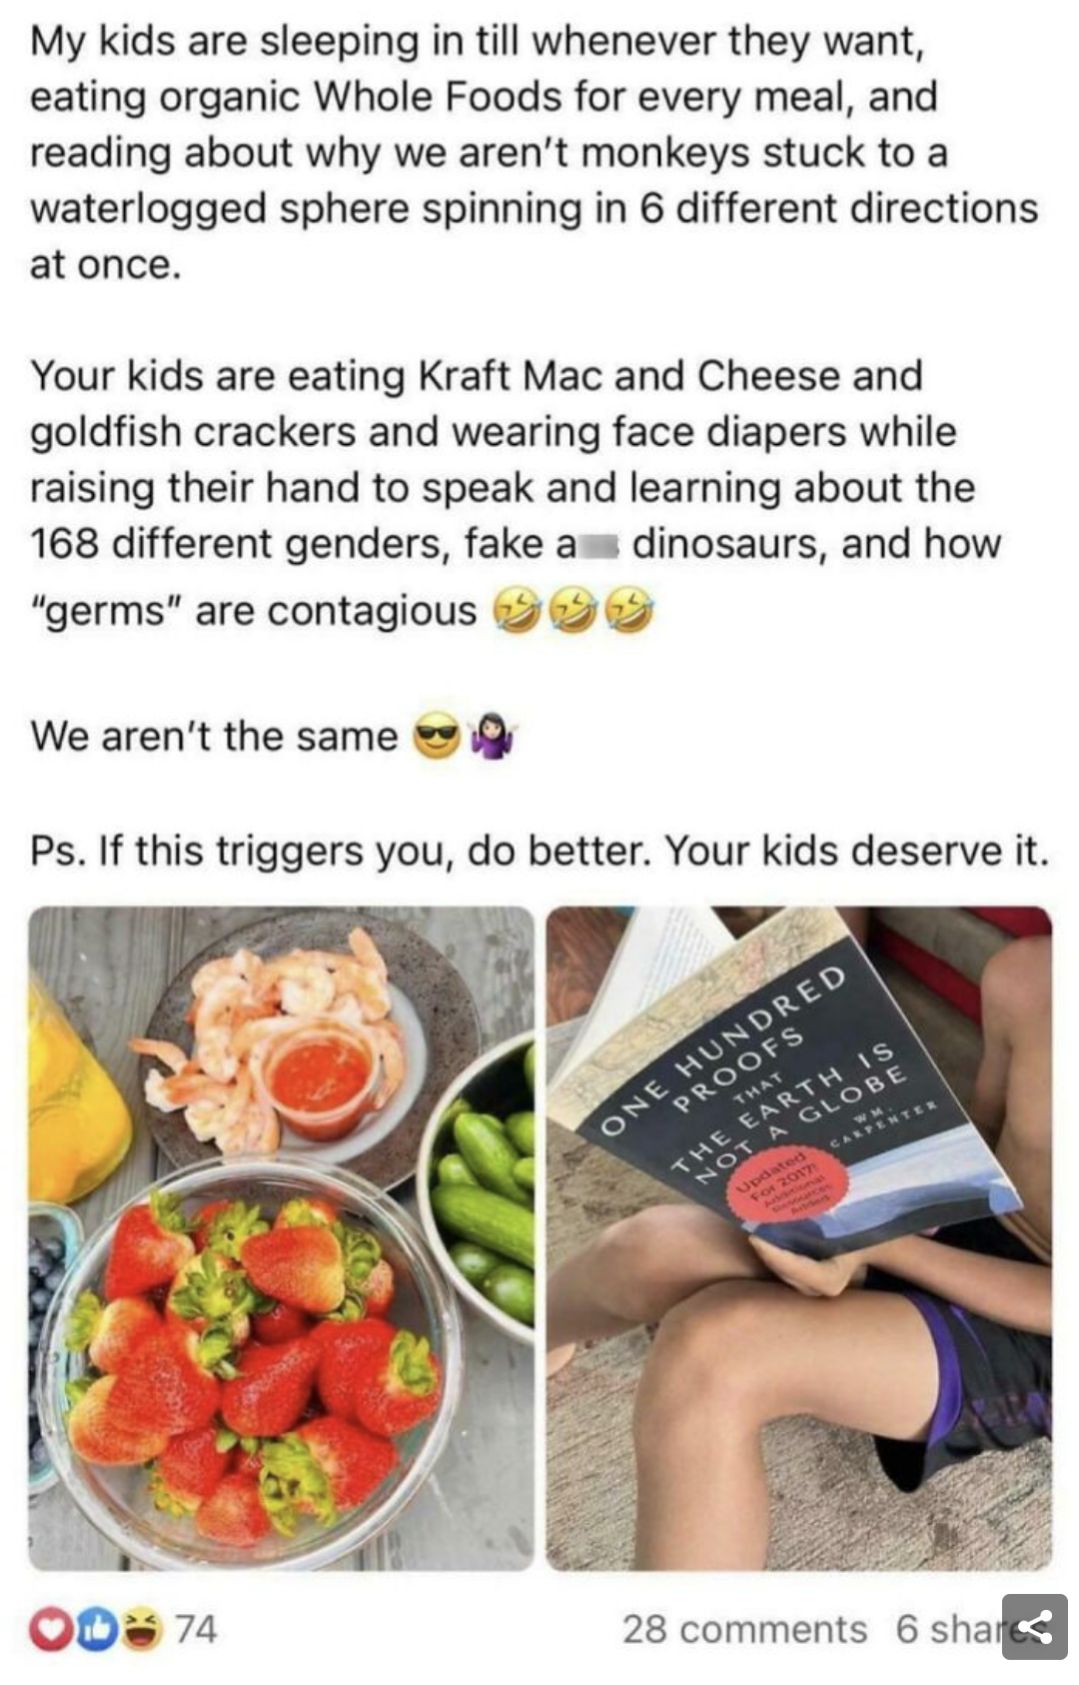 My kids are sleeping in till whenever they want,
eating organic Whole Foods for every meal, and
reading about why we aren't monkeys stuck to a
waterlogged sphere spinning in 6 different directions
at once.
Your kids are eating Kraft Mac and Cheese and
goldfish crackers and wearing face diapers while
raising their hand to speak and learning about the
168 different genders, fake a dinosaurs, and how
"germs" are contagious 🤣🤣🤣
We aren't the same 😎🤷🏻‍♀️
Ps. If this triggers you, do better. Your kids deserve it.
ONE HUNDRED
PROOFS
THAT
THE EARTH IS
NOT A GLOBE
WM.
CARPENTER
Updated
For 2017!
Additional
Resources
Added
74
28 comments 6 shares